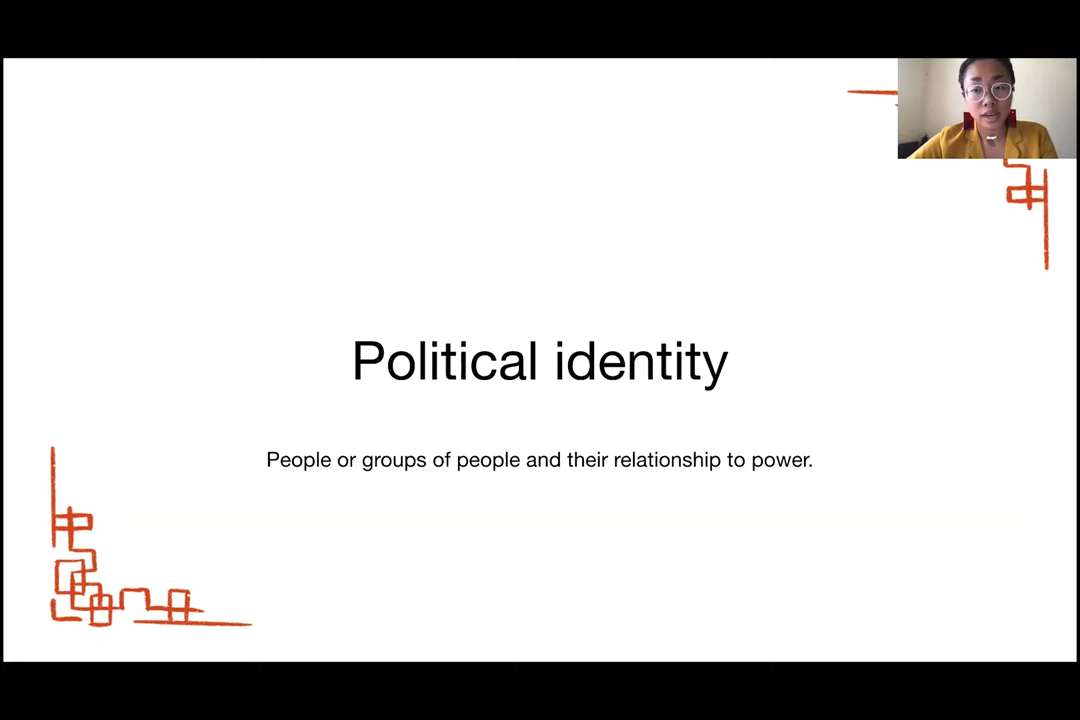 Political identity
People or groups of people and their relationship to power.